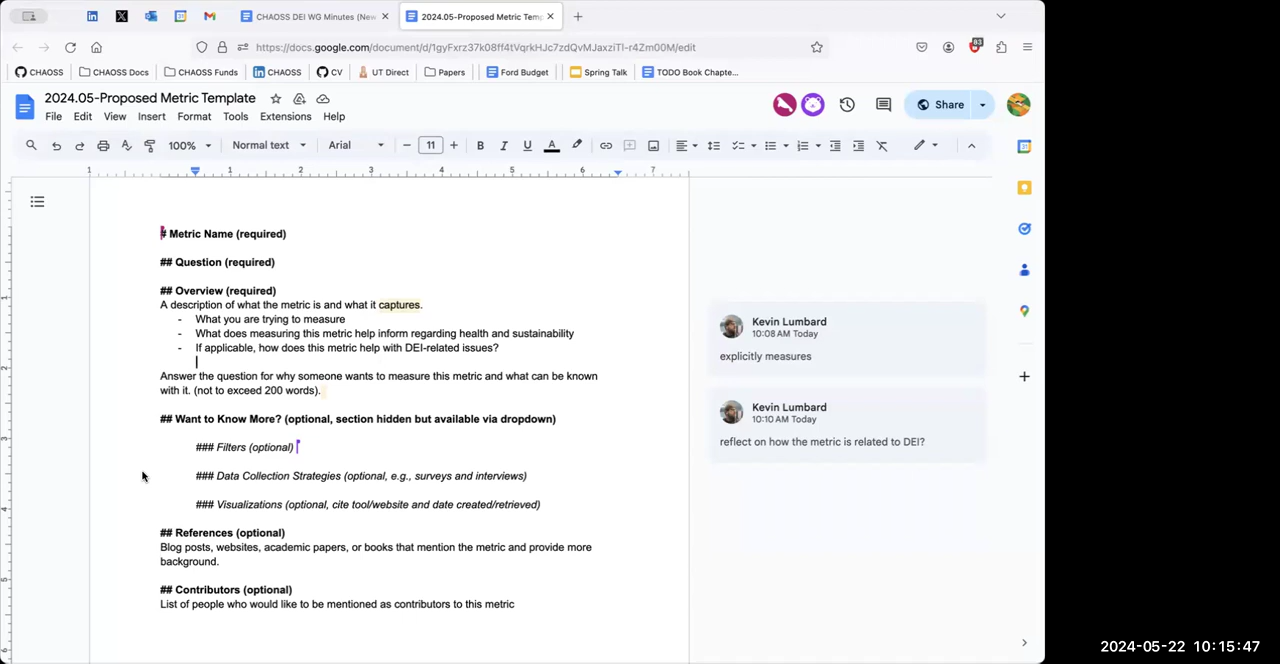 CHAOSS DEI WG Minutes (New
2024.05-Proposed Metric Temp
https://docs.google.com/document/d/1gyFxrz37k08ff4tVqrkHJc7zdQvMJaxziTl-r4Zm00M/edit
83
CHAOSS
CHAOSS Docs
CHAOSS Funds
CHAOSS
CV
UT Direct
Papers
Ford Budget
Spring Talk
TODO Book Chapte...
2024.05-Proposed Metric Template
Share
File Edit View Insert Format Tools Extensions Help
100% Normal text Arial 11 B I U A
1 1 2 3 4 5 6 7
# Metric Name (required)
## Question (required)
## Overview (required)
A description of what the metric is and what it captures.
- What you are trying to measure
- What does measuring this metric help inform regarding health and sustainability
- If applicable, how does this metric help with DEI-related issues?
Answer the question for why someone wants to measure this metric and what can be known
with it. (not to exceed 200 words).
## Want to Know More? (optional, section hidden but available via dropdown)
### Filters (optional)
### Data Collection Strategies (optional, e.g., surveys and interviews)
### Visualizations (optional, cite tool/website and date created/retrieved)
## References (optional)
Blog posts, websites, academic papers, or books that mention the metric and provide more
background.
## Contributors (optional)
List of people who would like to be mentioned as contributors to this metric
Kevin Lumbard
10:08 AM Today
explicitly measures
Kevin Lumbard
10:10 AM Today
reflect on how the metric is related to DEI?
2024-05-22 10:15:47